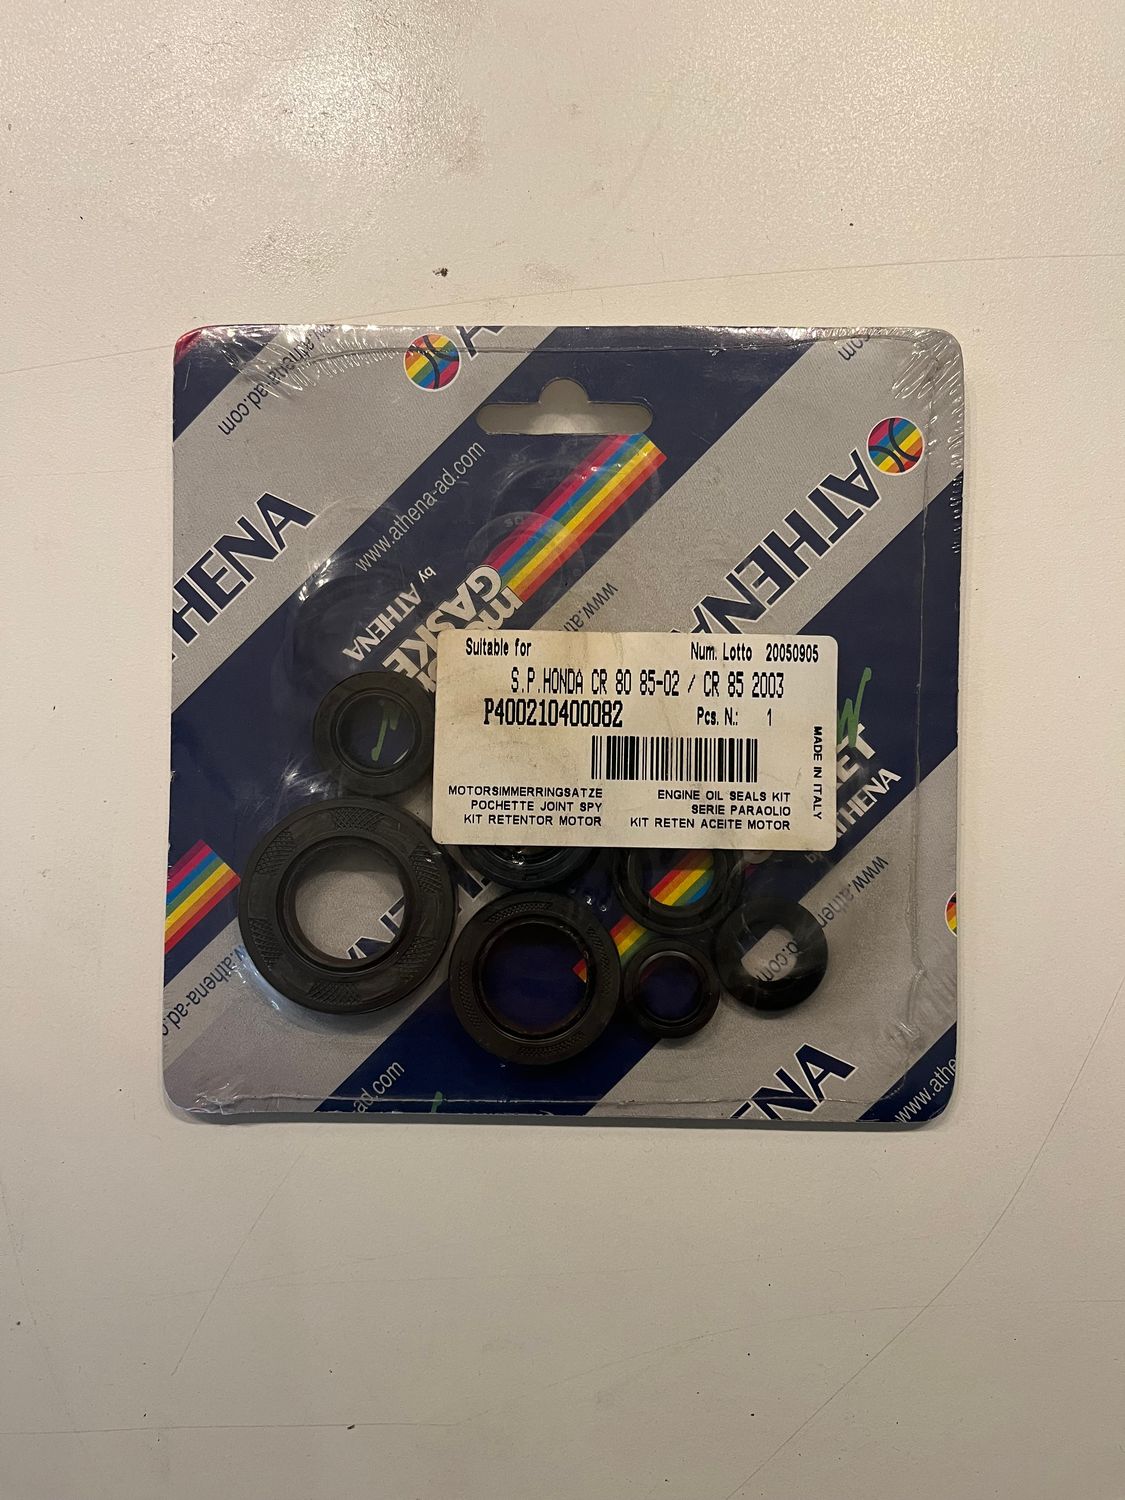 www.athena-ad.com
ATHENA
www.athena-ad.com
by ATHENA
ATHENA
Suitable for
Num. Lotto 20050905
S.P.HONDA CR 80 85-02 / CR 85 2003
P400210400082
Pcs. N.: 1
MADE IN ITALY
MOTORSIMMERRINGSATZE
POCHETTE JOINT SPY
KIT RETENTOR MOTOR
ENGINE OIL SEALS KIT
SERIE PARAOLIO
KIT RETEN ACEITE MOTOR